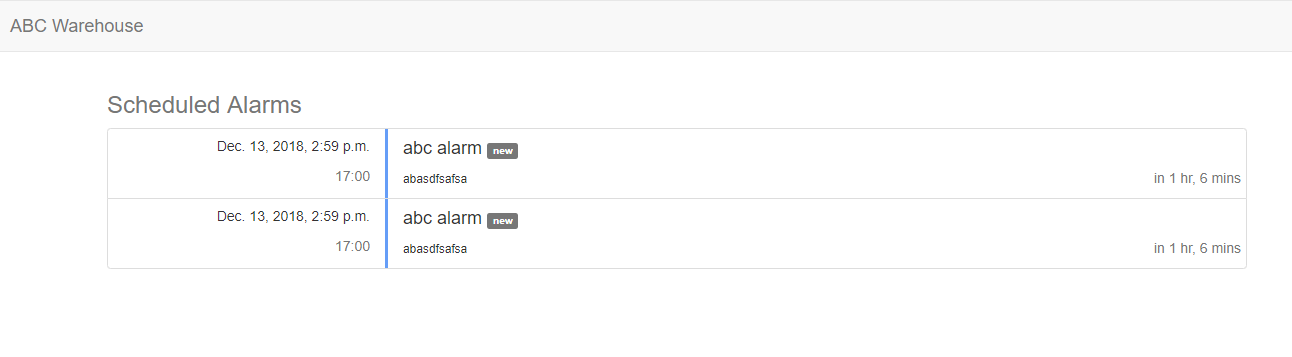 ABC Warehouse
Scheduled Alarms
Dec. 13, 2018, 2:59 p.m.
abc alarm new
17:00
abasdfsafsa
in 1 hr, 6 mins
Dec. 13, 2018, 2:59 p.m.
abc alarm new
17:00
abasdfsafsa
in 1 hr, 6 mins